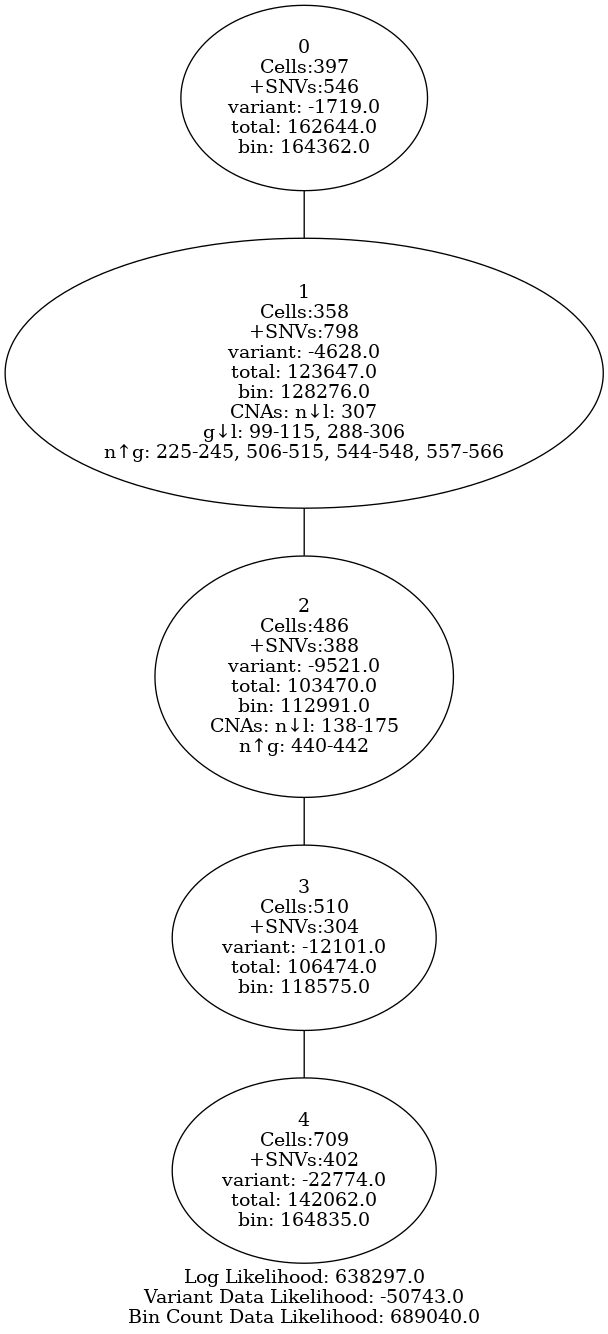 0
Cells:397
+SNVs:546
variant: -1719.0
total: 162644.0
bin: 164362.0
1
Cells:358
+SNVs:798
variant: -4628.0
total: 123647.0
bin: 128276.0
CNAs: n↓l: 307
g↓l: 99-115, 288-306
n↑g: 225-245, 506-515, 544-548, 557-566
2
Cells:486
+SNVs:388
variant: -9521.0
total: 103470.0
bin: 112991.0
CNAs: n↓l: 138-175
n↑g: 440-442
3
Cells:510
+SNVs:304
variant: -12101.0
total: 106474.0
bin: 118575.0
4
Cells:709
+SNVs:402
variant: -22774.0
total: 142062.0
bin: 164835.0
Log Likelihood: 638297.0
Variant Data Likelihood: -50743.0
Bin Count Data Likelihood: 689040.0